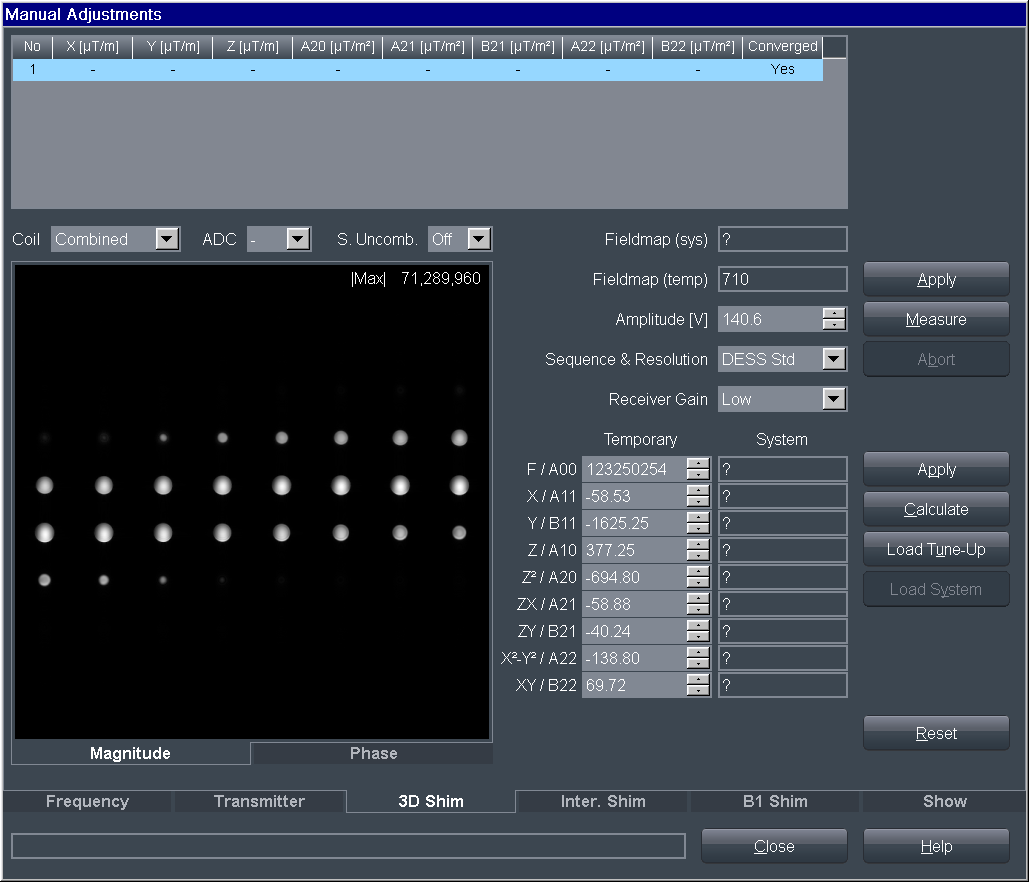 Manual Adjustments
No X [µT/m] Y [µT/m] Z [µT/m] A20 [µT/m²] A21 [µT/m²] B21 [µT/m²] A22 [µT/m²] B22 [µT/m²] Converged
1 - - - - - - - - Yes
Coil Combined ADC - S. Uncomb. Off
Fieldmap (sys) ?
|Max| 71,289,960
Fieldmap (temp) 710 Apply
Amplitude [V] 140.6 Measure
Sequence & Resolution DESS Std Abort
Receiver Gain Low
Temporary System
F / A00 123250254 ? Apply
X / A11 -58.53 ?
Y / B11 -1625.25 ? Calculate
Z / A10 377.25 ? Load Tune-Up
Z² / A20 -694.80 ? Load System
ZX / A21 -58.88 ?
ZY / B21 -40.24 ?
X²-Y² / A22 -138.80 ?
XY / B22 69.72 ?
Reset
Magnitude Phase
Frequency Transmitter 3D Shim Inter. Shim B1 Shim Show
Close Help